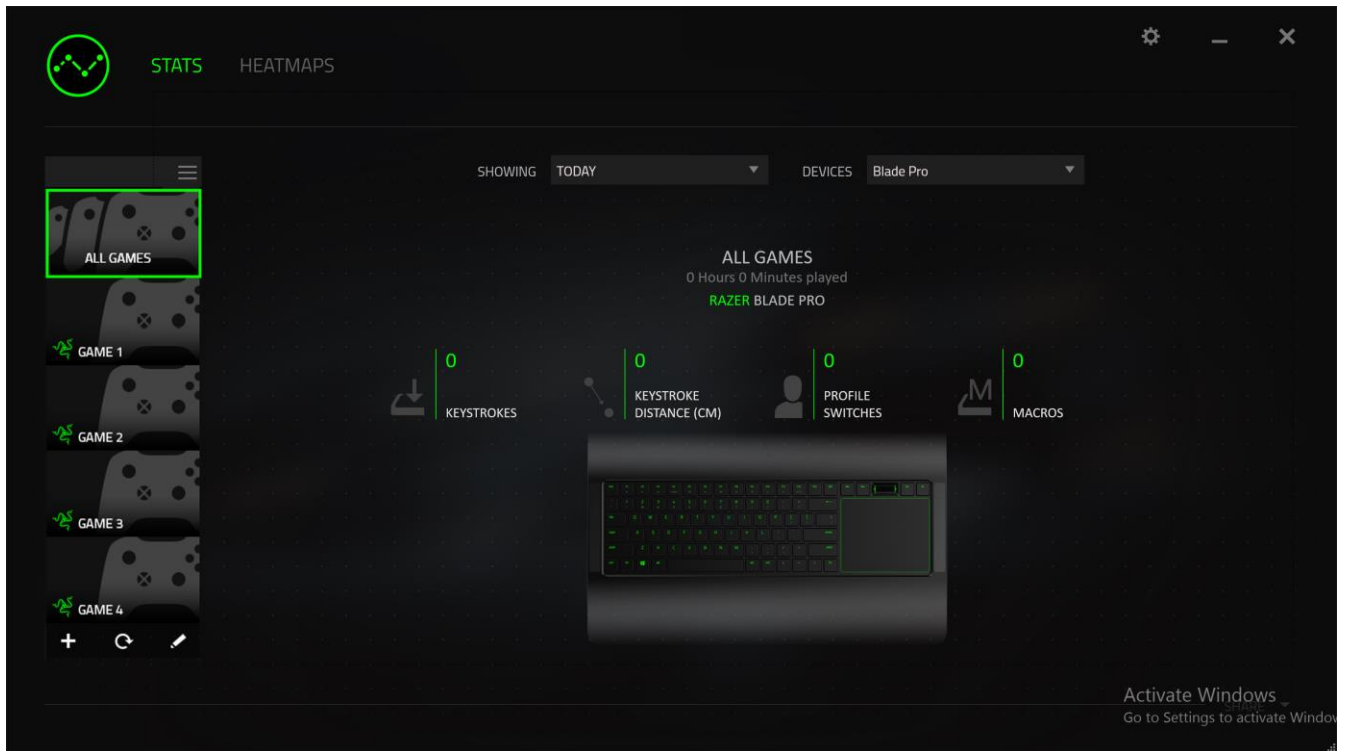 STATS HEATMAPS
SHOWING TODAY DEVICES Blade Pro
ALL GAMES
GAME 1
GAME 2
GAME 3
GAME 4
ALL GAMES
0 Hours 0 Minutes played
RAZER BLADE PRO
0
KEYSTROKES
0
KEYSTROKE
DISTANCE (CM)
0
PROFILE
SWITCHES
M
0
MACROS
Activate Windows
SHARE
Go to Settings to activate Window